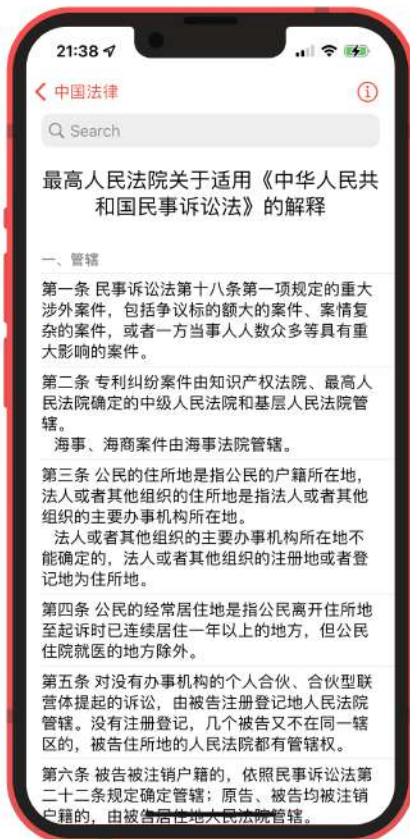 21:38
中国法律
Search
最高人民法院关于适用《中华人民共
和国民事诉讼法》的解释
一、管辖
第一条 民事诉讼法第十八条第一项规定的重大
涉外案件，包括争议标的额大的案件、案情复
杂的案件，或者一方当事人人数众多等具有重
大影响的案件。
第二条 专利纠纷案件由知识产权法院、最高人
民法院确定的中级人民法院和基层人民法院管
辖。
海事、海商案件由海事法院管辖。
第三条 公民的住所地是指公民的户籍所在地，
法人或者其他组织的住所地是指法人或者其他
组织的主要办事机构所在地。
法人或者其他组织的主要办事机构所在地不
能确定的，法人或者其他组织的注册地或者登
记地为住所地。
第四条 公民的经常居住地是指公民离开住所地
至起诉时已连续居住一年以上的地方，但公民
住院就医的地方除外。
第五条 对没有办事机构的个人合伙、合伙型联
营体提起的诉讼，由被告注册登记地人民法院
管辖。没有注册登记，几个被告又不在同一辖
区的，被告住所地的人民法院都有管辖权。
第六条 被告被注销户籍的，依照民事诉讼法第
二十二条规定确定管辖；原告、被告均被注销
户籍的，由被告居住地人民法院管辖。